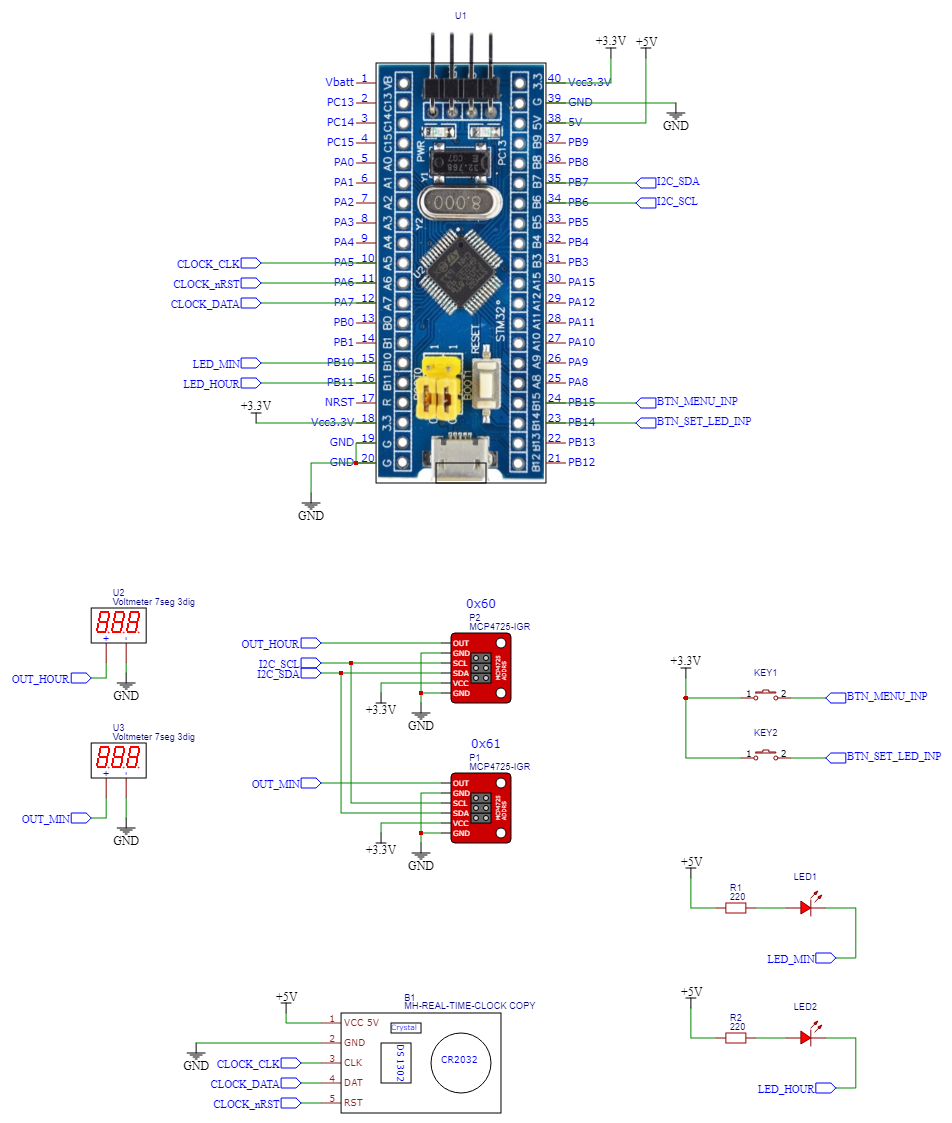 U1
+3.3V
+5V
Vbatt 1 VB 3.3 40 Vcc3.3V
PC13 2 C13 G 39 GND
GND
PC14 3 C14 5V 38 5V
PC15 4 C15 B9 37 PB9
PWR PC13
PA0 5 A0 B8 36 PB8
32.768
PA1 6 A1 B7 35 PB7 I2C_SDA
Y1
PA2 7 A2 B6 34 PB6 I2C_SCL
8.000
PA3 8 A3 B5 33 PB5
Y2
PA4 9 A4 B4 32 PB4
CLOCK_CLK PA5 10 A5 B3 31 PB3
U2
CLOCK_nRST PA6 11 A6 A15 30 PA15
CLOCK_DATA PA7 12 A7 A12 29 PA12
STM32
PB0 13 B0 A11 28 PA11
PB1 14 B1 A10 27 PA10
RESET
1 1
LED_MIN PB10 15 B10 A9 26 PA9
LED_HOUR PB11 16 B11 A8 25 PA8
BOOT1
+3.3V
NRST 17 R B15 24 PB15 BTN_MENU_INP
Vcc3.3V 18 3.3 B14 23 PB14 BTN_SET_LED_INP
GND 19 G B13 22 PB13
GND 20 G B12 21 PB12
GND
U2
Voltmeter 7seg 3dig
888
+ -
OUT_HOUR
GND
U3
Voltmeter 7seg 3dig
888
+ -
OUT_MIN
GND
0x60
P2
MCP4725-IGR
OUT_HOUR OUT
GND
I2C_SCL SCL
I2C_SDA SDA
VCC
GND
MCP4725
ADDRS
+3.3V
GND
0x61
P1
MCP4725-IGR
OUT_MIN OUT
GND
SCL
SDA
VCC
GND
MCP4725
ADDRS
+3.3V
GND
+3.3V
KEY1
1 2 BTN_MENU_INP
KEY2
1 2 BTN_SET_LED_INP
+5V
R1
220
LED1
LED_MIN
+5V
R2
220
LED2
LED_HOUR
+5V
B1
MH-REAL-TIME-CLOCK COPY
1 VCC 5V
Crystal
GND
2 GND
CLOCK_CLK 3 CLK
DS1302
CR2032
CLOCK_DATA 4 DAT
CLOCK_nRST 5 RST